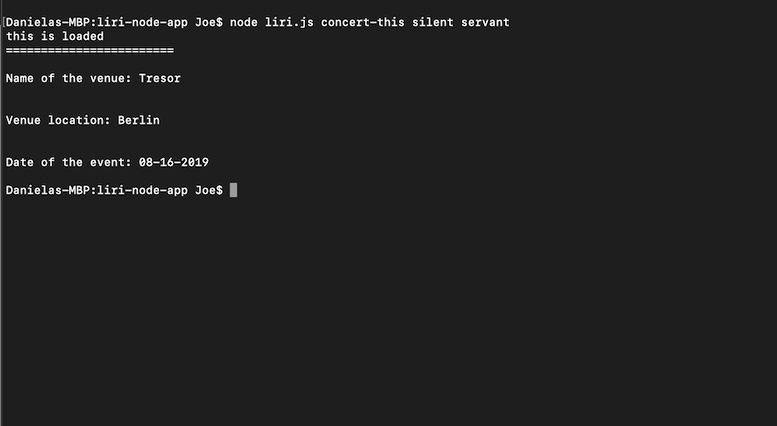 [Danielas-MBP:liri-node-app Joe$ node liri.js concert-this silent servant
this is loaded
========================
Name of the venue: Tresor
Venue location: Berlin
Date of the event: 08-16-2019
Danielas-MBP:liri-node-app Joe$